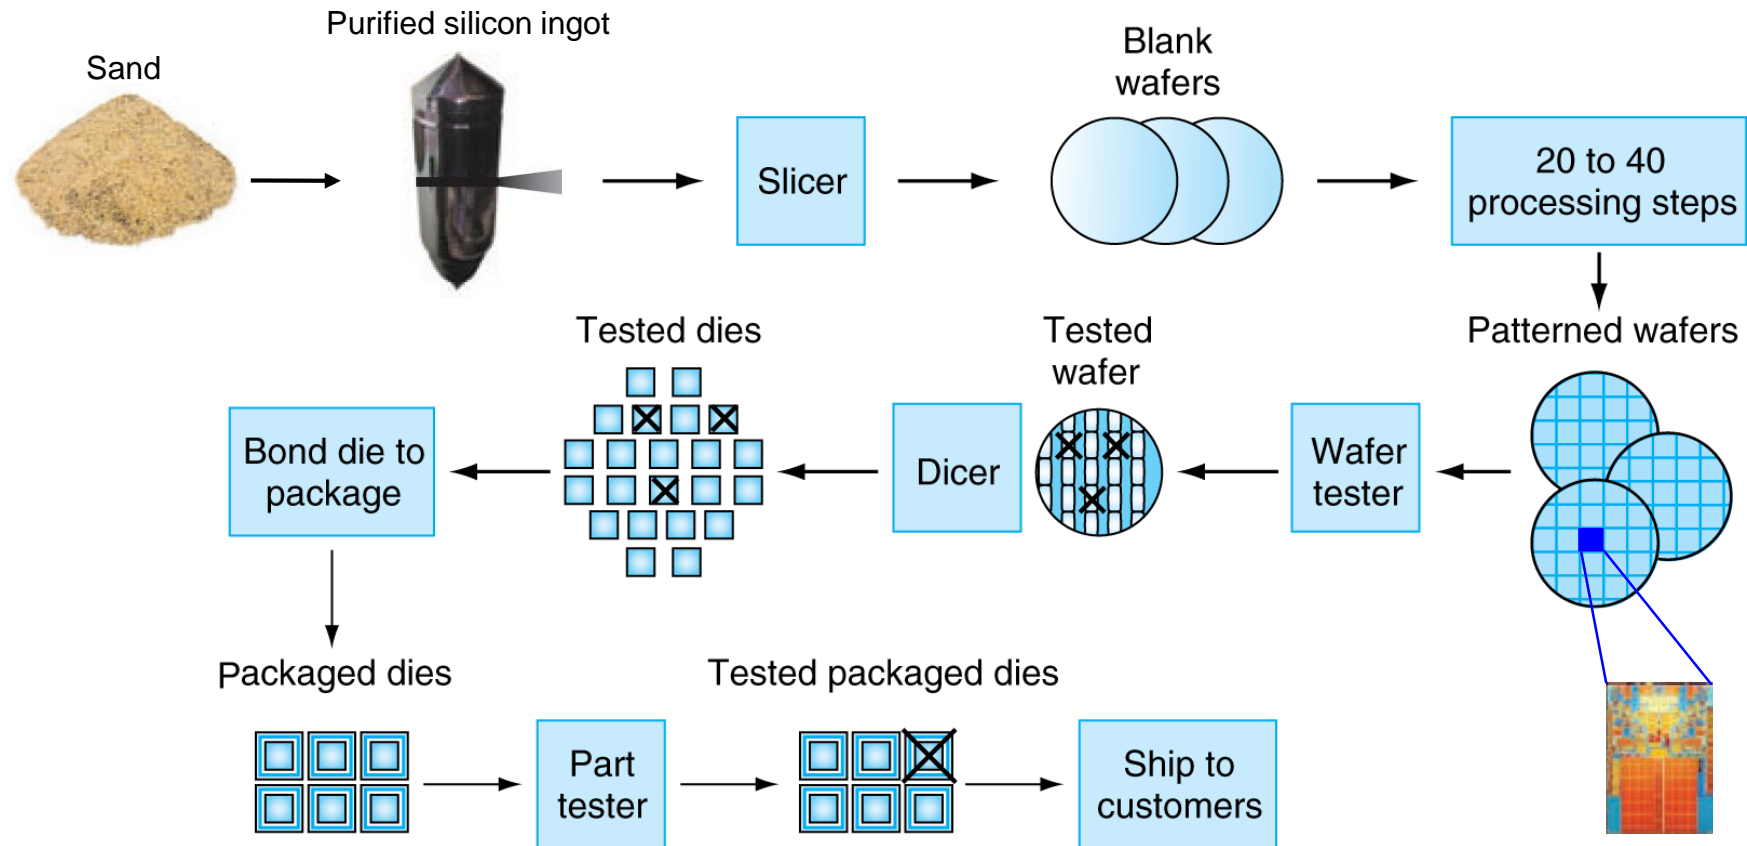 Sand
Purified silicon ingot
Slicer
Blank
wafers
20 to 40
processing steps
Patterned wafers
Wafer
tester
Tested
wafer
Dicer
Tested dies
Bond die to
package
Packaged dies
Part
tester
Tested packaged dies
Ship to
customers